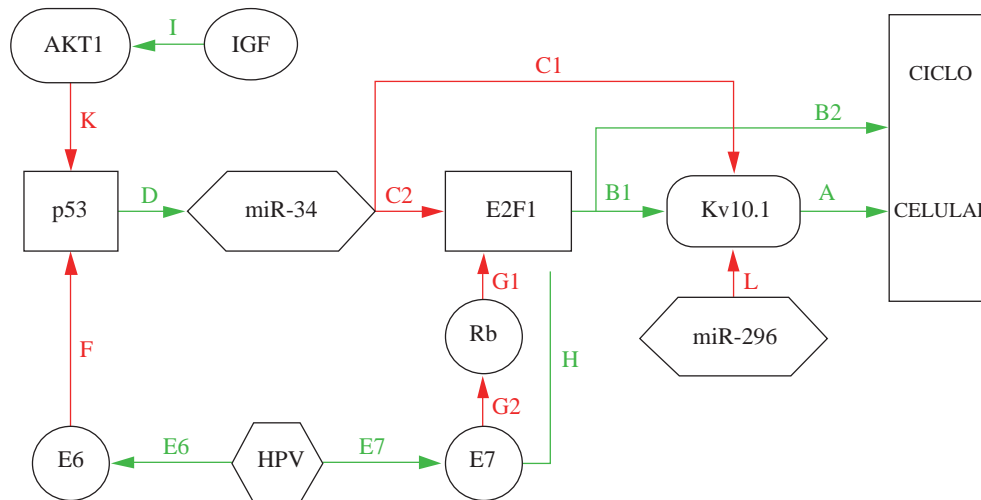 AKT1
I
IGF
K
C1
CICLO
B2
p53
D
miR-34
C2
E2F1
B1
Kv10.1
A
CELULAR
G1
L
Rb
miR-296
F
H
G2
E6
E6
HPV
E7
E7